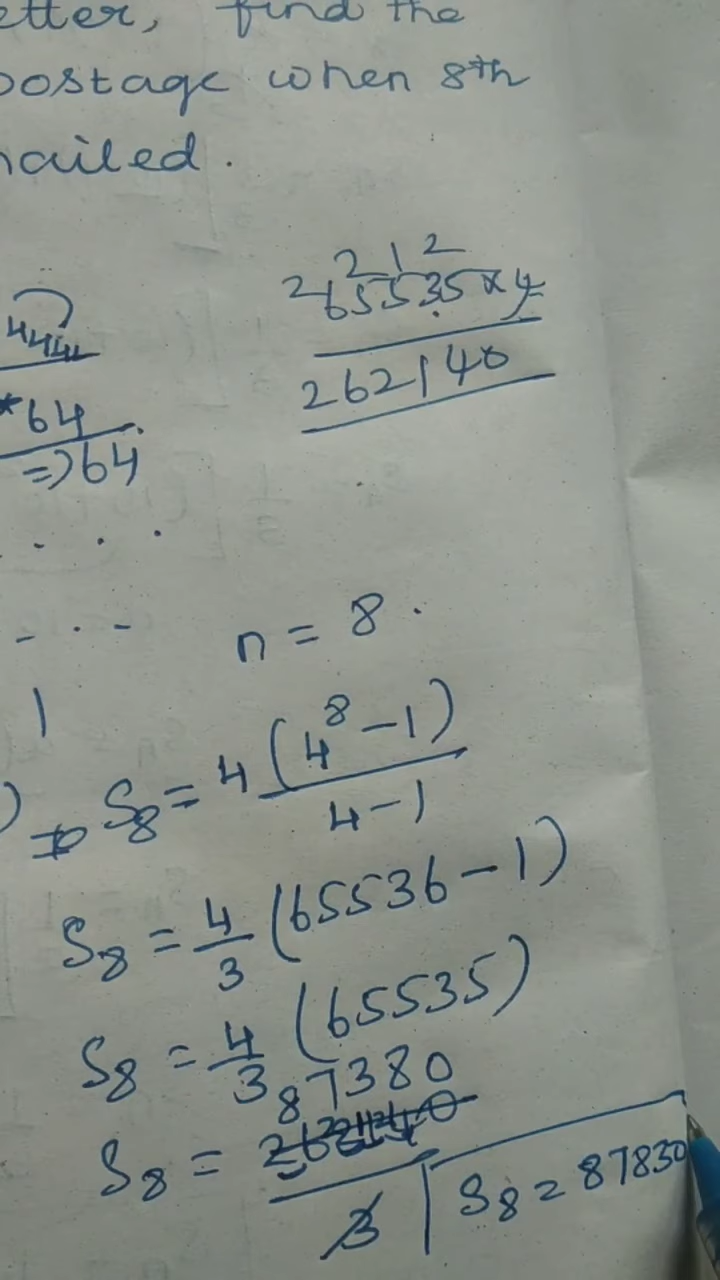 etter, find the
postage when 8th
mailed.
2 2 1 2
65535 × 4
262140
4444
*64
=> 64
. . . .
- . - n = 8.
1
) => S8 = 4 (4^8 - 1)
4 - 1
S8 = 4/3 (65536 - 1)
S8 = 4/3 (65535)
87380
S8 = 262140
3
S8 = 87830